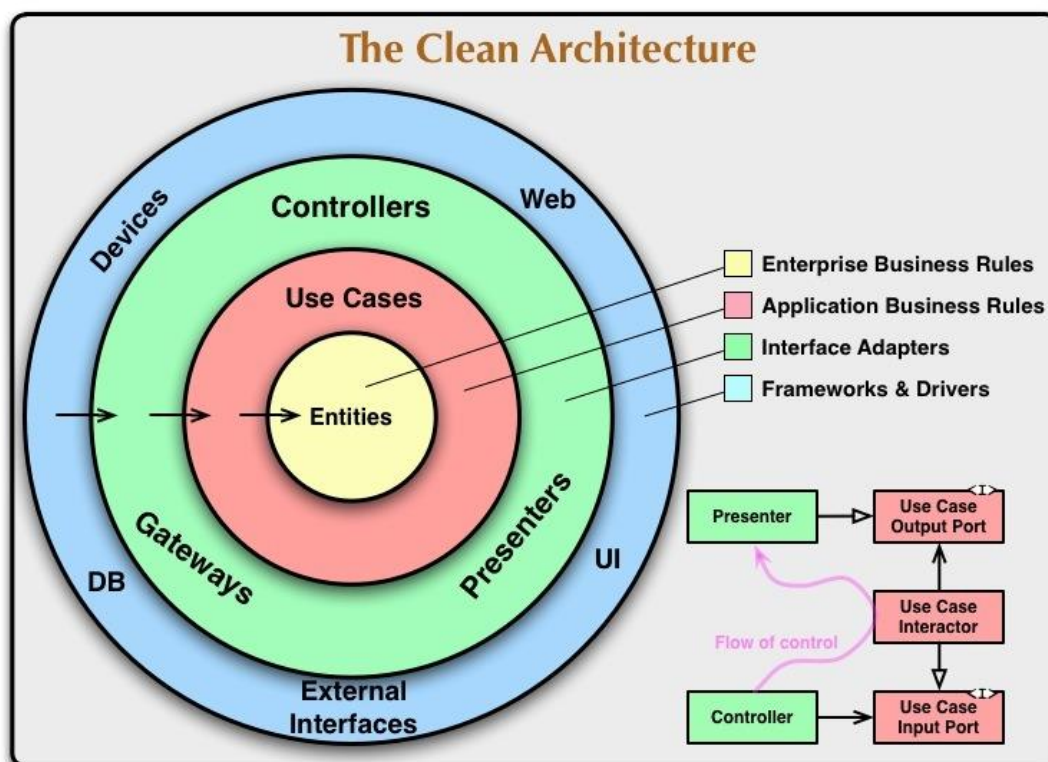 The Clean Architecture
Devices
Web
Controllers
Use Cases
Entities
Gateways
Presenters
DB
UI
External
Interfaces
Enterprise Business Rules
Application Business Rules
Interface Adapters
Frameworks & Drivers
Presenter
<I>
Use Case
Output Port
Use Case
Interactor
Flow of control
Controller
<I>
Use Case
Input Port